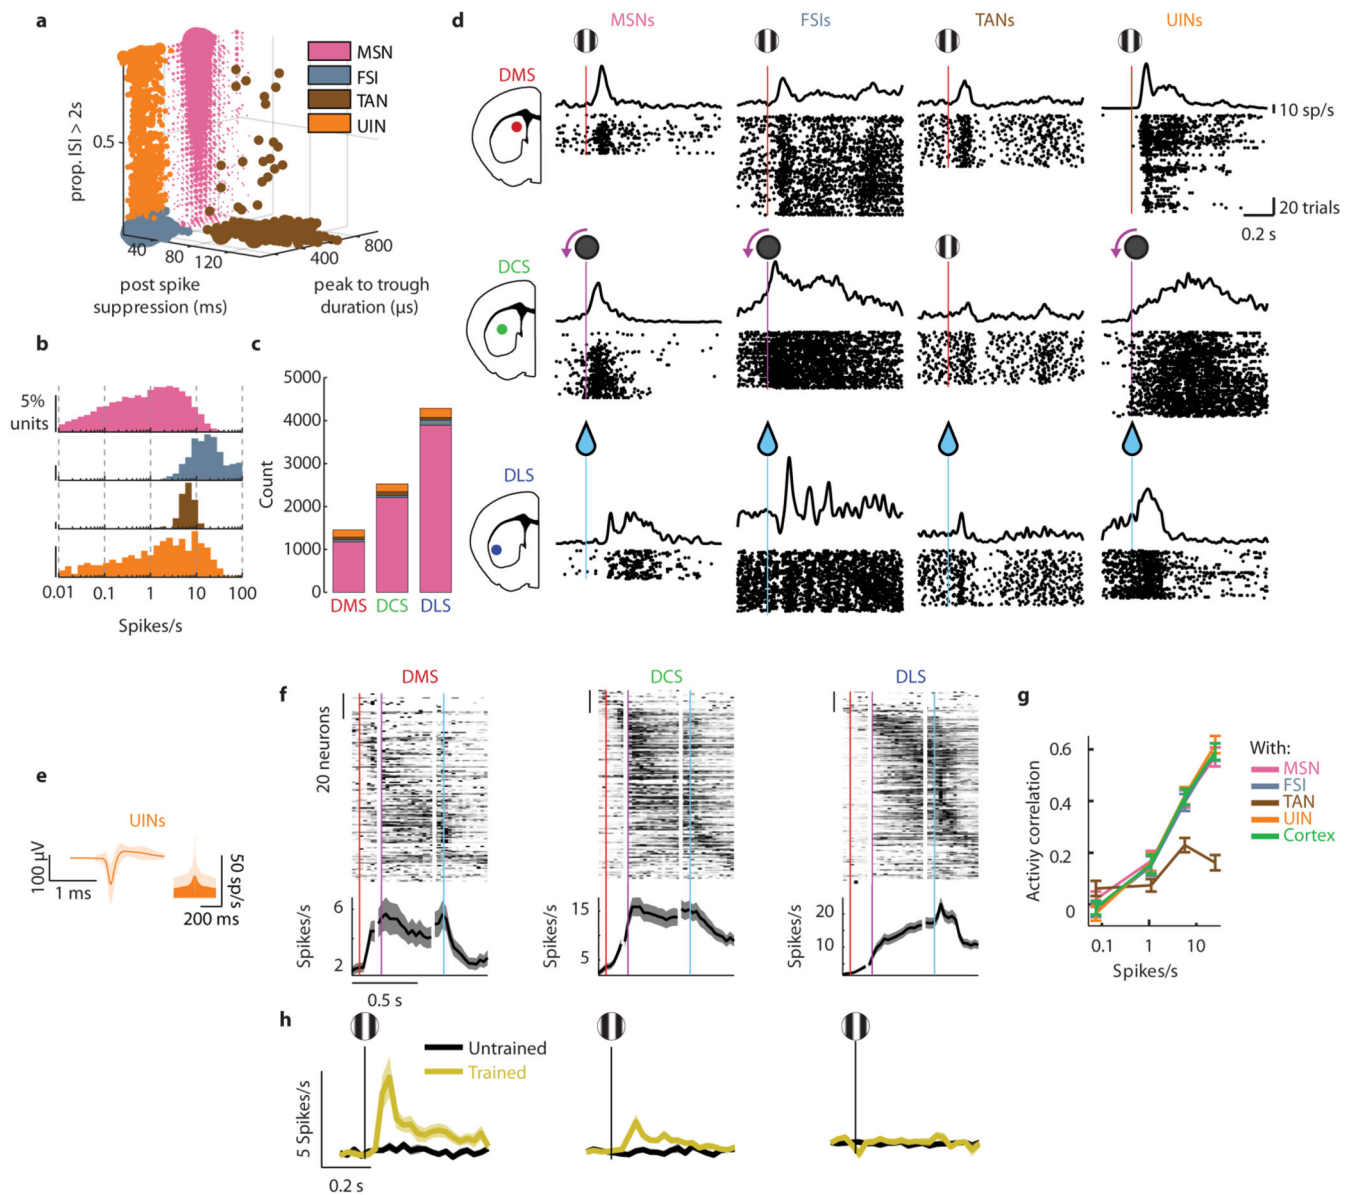 a
MSN
FSI
TAN
UIN
prop. ISI > 2s
0.5
40
80
120
400
800
post spike
suppression (ms)
peak to trough
duration (µs)
b
5%
units
0.01
0.1
1
10
100
Spikes/s
c
5000
4000
3000
2000
1000
0
Count
DMS
DCS
DLS
d
MSNs
FSIs
TANs
UINs
DMS
10 sp/s
20 trials
0.2 s
DCS
DLS
e
UINs
100 µV
1 ms
50 sp/s
200 ms
f
DMS
DCS
DLS
20 neurons
Spikes/s
6
2
0.5 s
Spikes/s
15
5
Spikes/s
20
10
g
Activiy correlation
0.6
0.4
0.2
0
0.1
1
10
Spikes/s
With:
MSN
FSI
TAN
UIN
Cortex
h
Untrained
Trained
5 Spikes/s
0.2 s